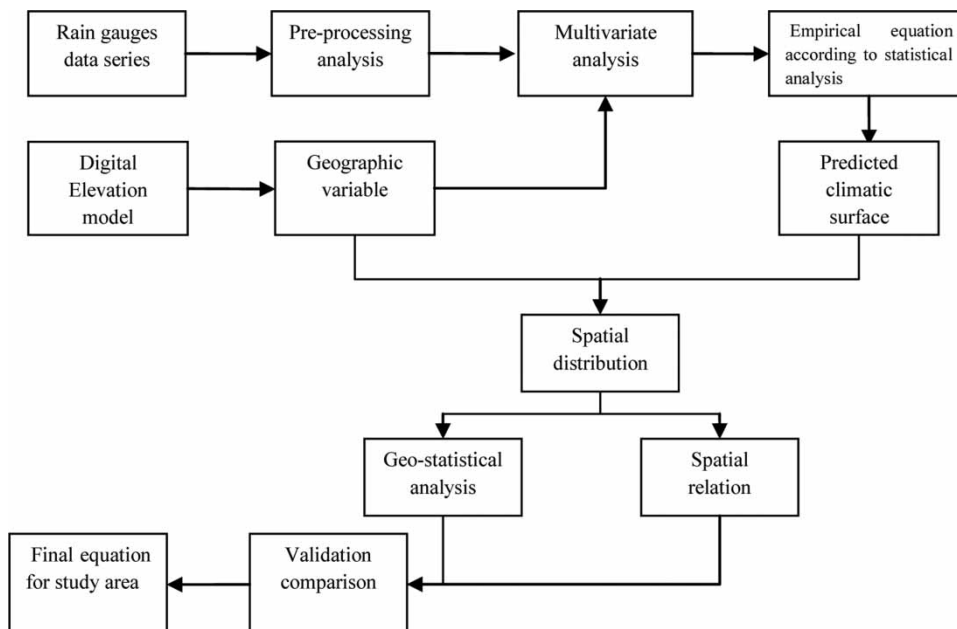 Rain gauges
data series
Pre-processing
analysis
Multivariate
analysis
Empirical equation
according to statistical
analysis
Digital
Elevation
model
Geographic
variable
Predicted
climatic
surface
Spatial
distribution
Geo-statistical
analysis
Spatial
relation
Final equation
for study area
Validation
comparison